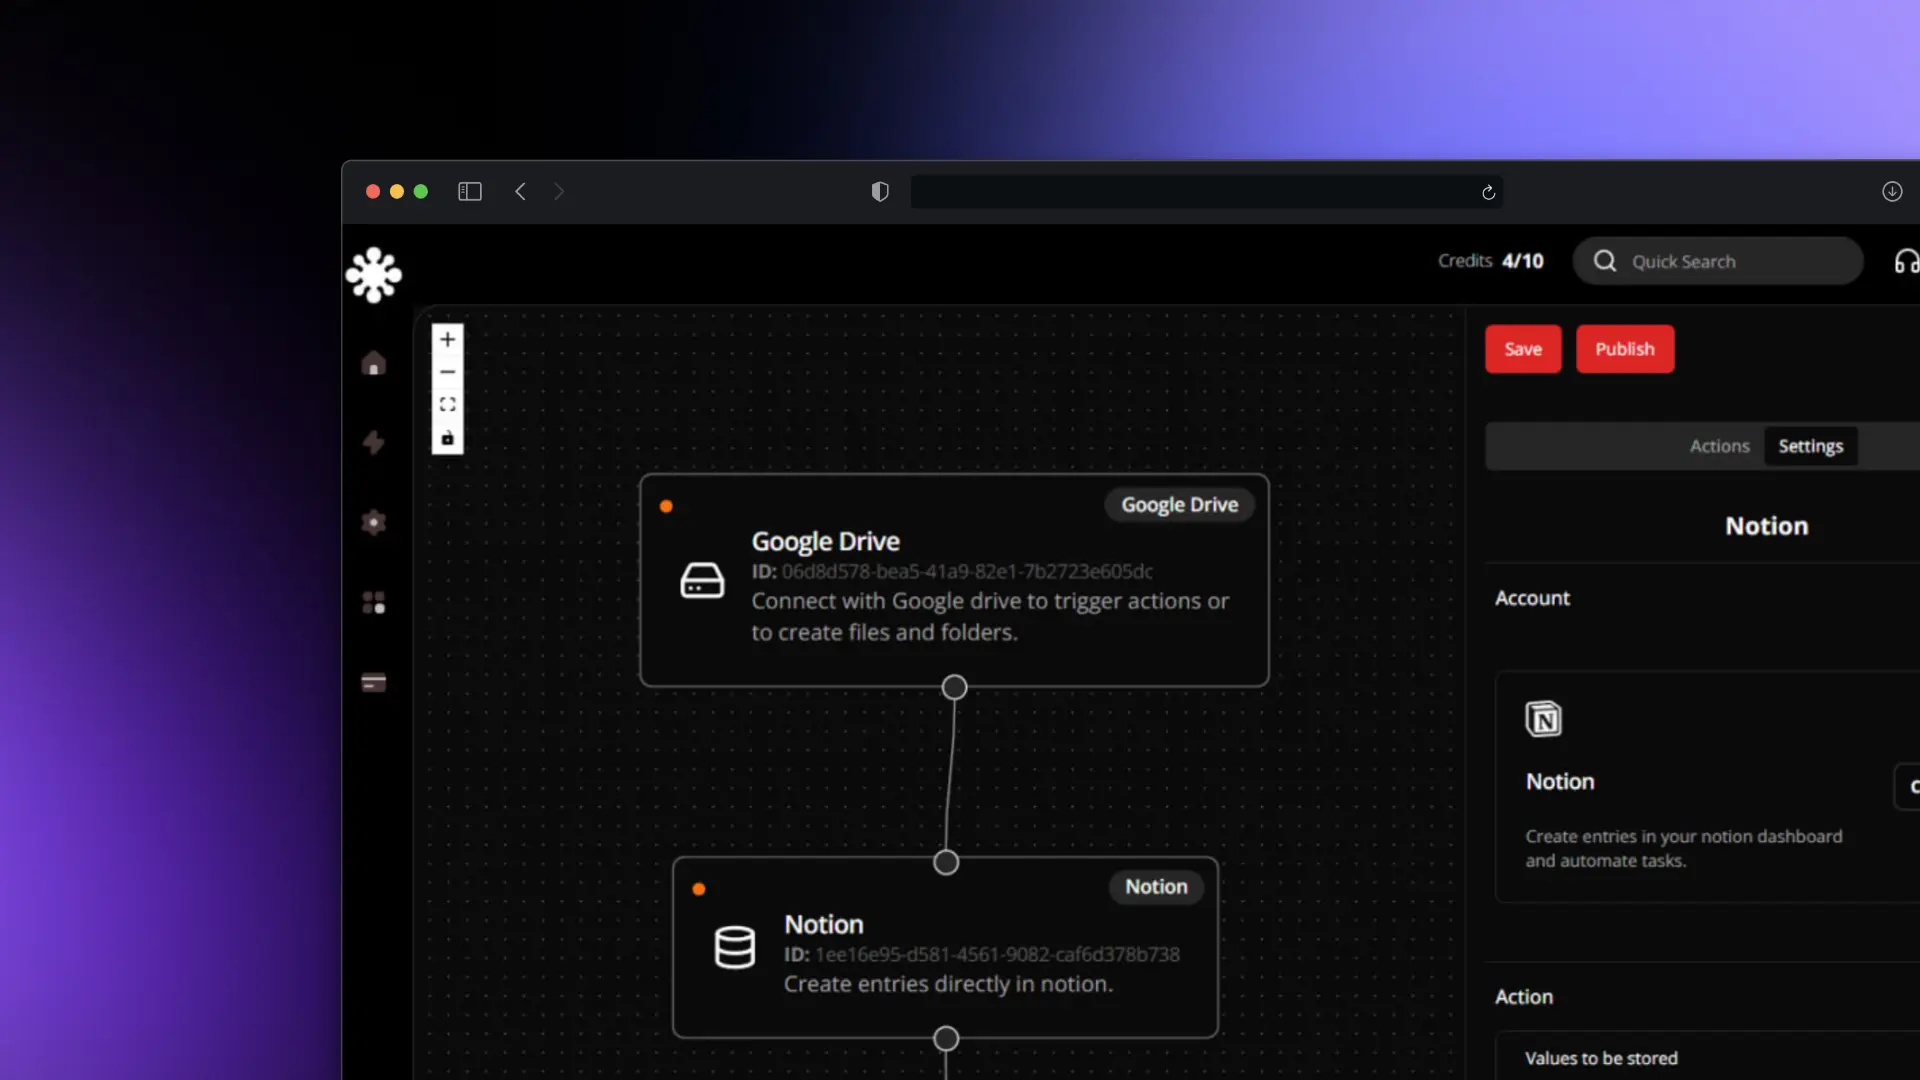 Credits 4/10
Quick Search
Save
Publish
Actions
Settings
Notion
Account
Notion
Create entries in your notion dashboard
and automate tasks.
Action
Values to be stored
Google Drive
Google Drive
ID: 06d8d578-bea5-41a9-82e1-7b2723e605dc
Connect with Google drive to trigger actions or
to create files and folders.
Notion
Notion
ID: 1ee16e95-d581-4561-9082-caf6d378b738
Create entries directly in notion.